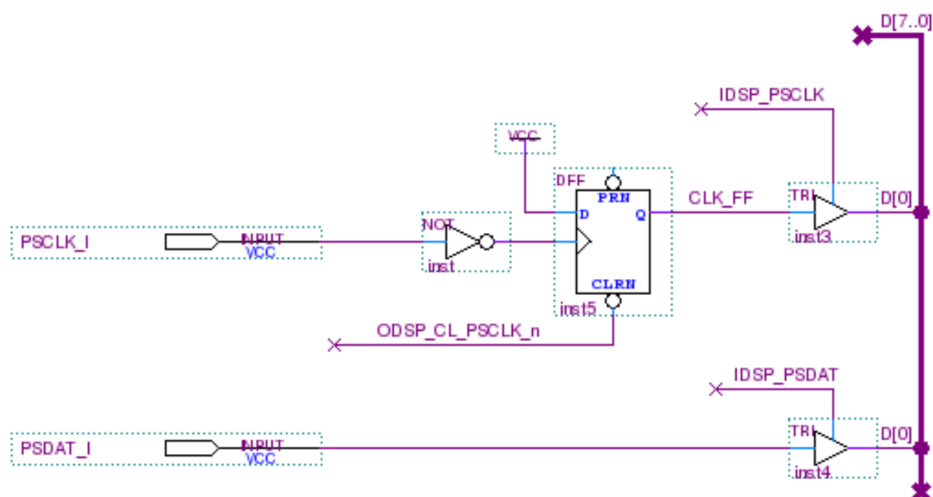 D[7..0]
IDSP_PSCLK
VCC
DFF
PRN
D
Q
CLK_FF
TRI
D[0]
NOT
PSCLK_I
INPUT
VCC
inst
inst3
CLRN
inst5
ODSP_CL_PSCLK_n
IDSP_PSDAT
TRI
D[0]
PSDAT_I
INPUT
VCC
inst4